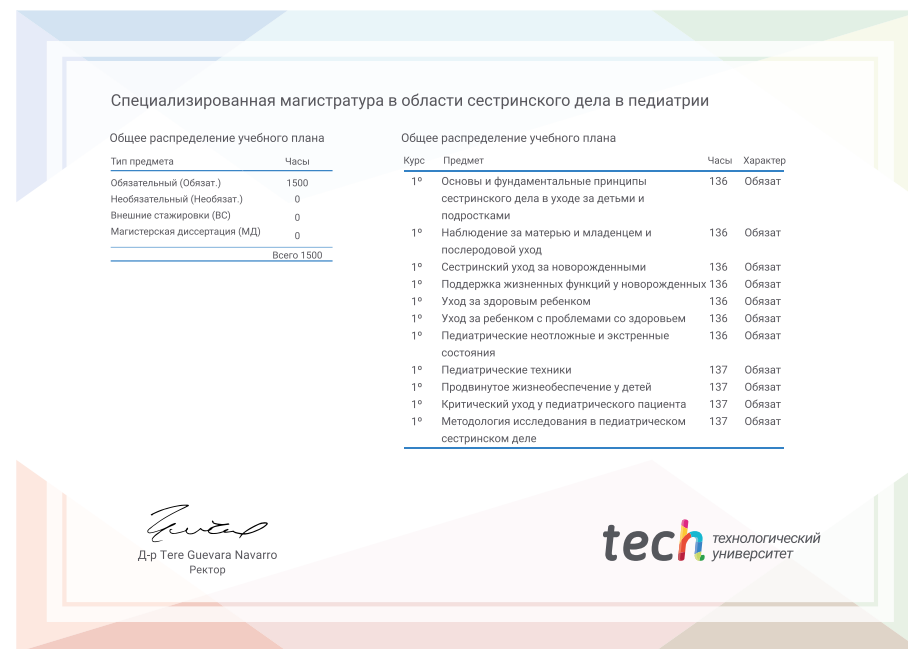 Специализированная магистратура в области сестринского дела в педиатрии
Общее распределение учебного плана
Тип предмета Часы
Обязательный (Обязат.) 1500
Необязательный (Необязат.) 0
Внешние стажировки (ВС) 0
Магистерская диссертация (МД) 0
Всего 1500
Общее распределение учебного плана
Курс Предмет Часы Характер
1º Основы и фундаментальные принципы 136 Обязат
сестринского дела в уходе за детьми и
подростками
1º Наблюдение за матерью и младенцем и 136 Обязат
послеродовой уход
1º Сестринский уход за новорожденными 136 Обязат
1º Поддержка жизненных функций у новорожденных 136 Обязат
1º Уход за здоровым ребенком 136 Обязат
1º Уход за ребенком с проблемами со здоровьем 136 Обязат
1º Педиатрические неотложные и экстренные 136 Обязат
состояния
1º Педиатрические техники 137 Обязат
1º Продвинутое жизнеобеспечение у детей 137 Обязат
1º Критический уход у педиатрического пациента 137 Обязат
1º Методология исследования в педиатрическом 137 Обязат
сестринском деле
Д-р Tere Guevara Navarro
Ректор
tech технологический
университет